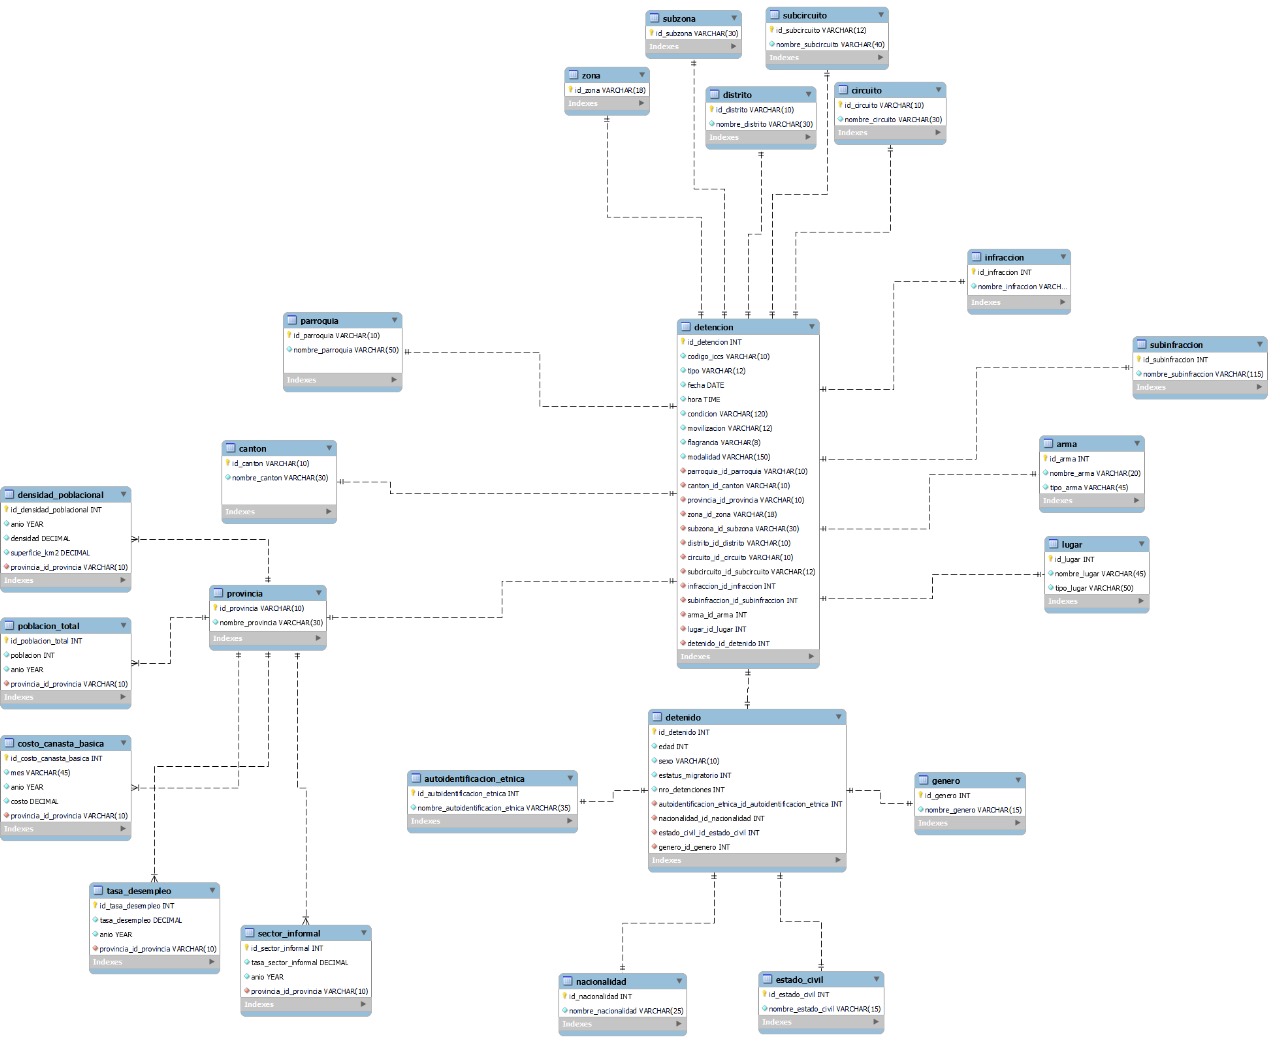 subzona
id_subzona VARCHAR(30)
Indexes
subcircuito
id_subcircuito VARCHAR(12)
nombre_subcircuito VARCHAR(40)
Indexes
zona
id_zona VARCHAR(18)
Indexes
distrito
id_distrito VARCHAR(10)
nombre_distrito VARCHAR(30)
Indexes
circuito
id_circuito VARCHAR(10)
nombre_circuito VARCHAR(30)
Indexes
infraccion
id_infraccion INT
nombre_infraccion VARCH...
Indexes
parroquia
id_parroquia VARCHAR(10)
nombre_parroquia VARCHAR(50)
Indexes
detencion
id_detencion INT
codigo_iccs VARCHAR(10)
tipo VARCHAR(12)
fecha DATE
hora TIME
condicion VARCHAR(120)
movilizacion VARCHAR(12)
flagrancia VARCHAR(8)
modalidad VARCHAR(150)
parroquia_id_parroquia VARCHAR(10)
canton_id_canton VARCHAR(10)
provincia_id_provincia VARCHAR(10)
zona_id_zona VARCHAR(18)
subzona_id_subzona VARCHAR(30)
distrito_id_distrito VARCHAR(10)
circuito_id_circuito VARCHAR(10)
subcircuito_id_subcircuito VARCHAR(12)
infraccion_id_infraccion INT
subinfraccion_id_subinfraccion INT
arma_id_arma INT
lugar_id_lugar INT
detenido_id_detenido INT
Indexes
subinfraccion
id_subinfraccion INT
nombre_subinfraccion VARCHAR(115)
Indexes
canton
id_canton VARCHAR(10)
nombre_canton VARCHAR(30)
Indexes
arma
id_arma INT
nombre_arma VARCHAR(20)
tipo_arma VARCHAR(45)
Indexes
densidad_poblacional
id_densidad_poblacional INT
anio YEAR
densidad DECIMAL
superficie_km2 DECIMAL
provincia_id_provincia VARCHAR(10)
Indexes
lugar
id_lugar INT
nombre_lugar VARCHAR(45)
tipo_lugar VARCHAR(50)
Indexes
provincia
id_provincia VARCHAR(10)
nombre_provincia VARCHAR(30)
Indexes
poblacion_total
id_poblacion_total INT
poblacion INT
anio YEAR
provincia_id_provincia VARCHAR(10)
Indexes
detenido
id_detenido INT
edad INT
sexo VARCHAR(10)
estatus_migratorio INT
nro_detenciones INT
autoidentificacion_etnica_id_autoidentificacion_etnica INT
nacionalidad_id_nacionalidad INT
estado_civil_id_estado_civil INT
genero_id_genero INT
Indexes
costo_canasta_basica
id_costo_canasta_basica INT
mes VARCHAR(45)
anio YEAR
costo DECIMAL
provincia_id_provincia VARCHAR(10)
Indexes
autoidentificacion_etnica
id_autoidentificacion_etnica INT
nombre_autoidentificacion_etnica VARCHAR(35)
Indexes
genero
id_genero INT
nombre_genero VARCHAR(15)
Indexes
tasa_desempleo
id_tasa_desempleo INT
tasa_desempleo DECIMAL
anio YEAR
provincia_id_provincia VARCHAR(10)
Indexes
sector_informal
id_sector_informal INT
tasa_sector_informal DECIMAL
anio YEAR
provincia_id_provincia VARCHAR(10)
Indexes
nacionalidad
id_nacionalidad INT
nombre_nacionalidad VARCHAR(25)
Indexes
estado_civil
id_estado_civil INT
nombre_estado_civil VARCHAR(15)
Indexes